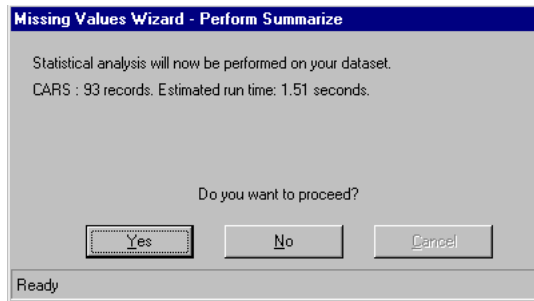 Missing Values Wizard - Perform Summarize
Statistical analysis will now be performed on your dataset.
CARS : 93 records. Estimated run time: 1.51 seconds.
Do you want to proceed?
Yes No Cancel
Ready